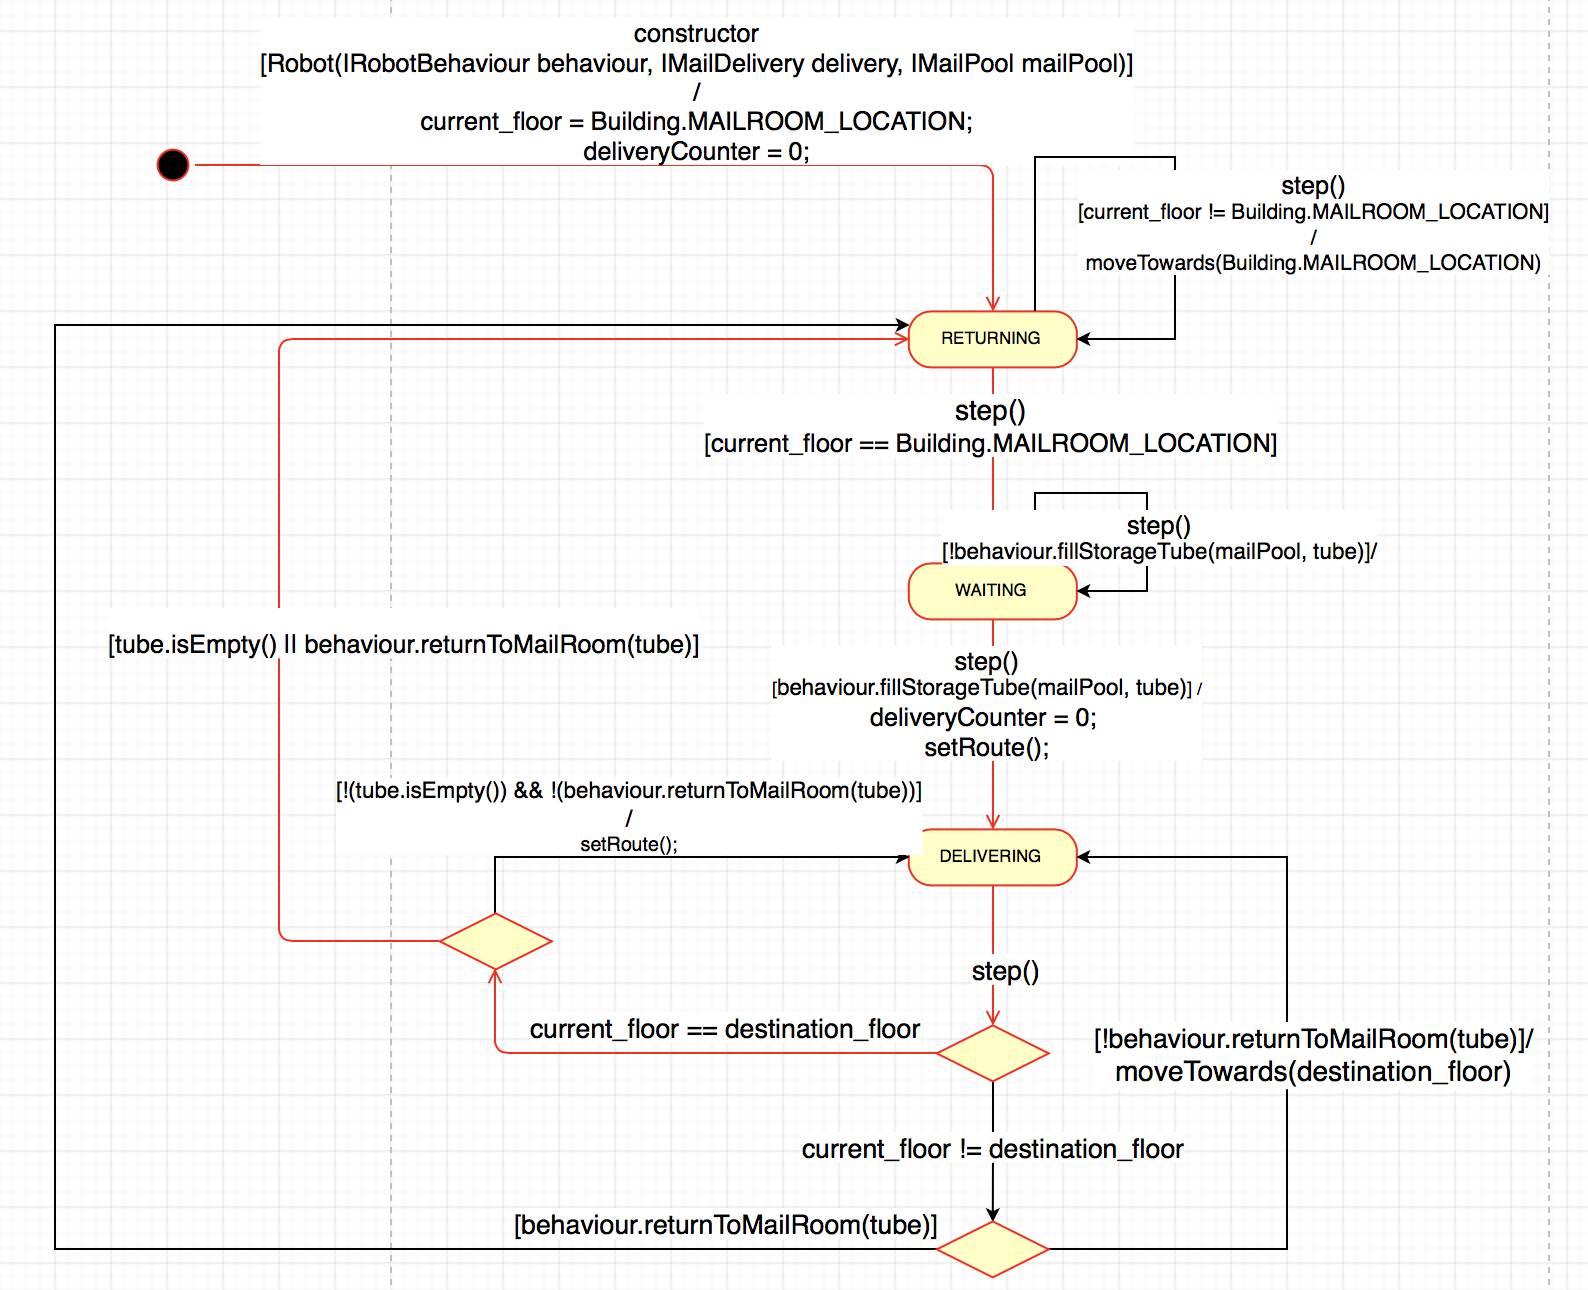 constructor
[Robot(IRobotBehaviour behaviour, IMailDelivery delivery, IMailPool mailPool)]
/
current_floor = Building.MAILROOM_LOCATION;
deliveryCounter = 0;
step()
[current_floor != Building.MAILROOM_LOCATION]
/
moveTowards(Building.MAILROOM_LOCATION)
RETURNING
step()
[current_floor == Building.MAILROOM_LOCATION]
step()
[!behaviour.fillStorageTube(mailPool, tube)]/
WAITING
[tube.isEmpty() || behaviour.returnToMailRoom(tube)]
step()
[behaviour.fillStorageTube(mailPool, tube)] /
deliveryCounter = 0;
setRoute();
[!(tube.isEmpty()) && !(behaviour.returnToMailRoom(tube))]
/
setRoute();
DELIVERING
step()
current_floor == destination_floor
[!behaviour.returnToMailRoom(tube)]/
moveTowards(destination_floor)
current_floor != destination_floor
[behaviour.returnToMailRoom(tube)]